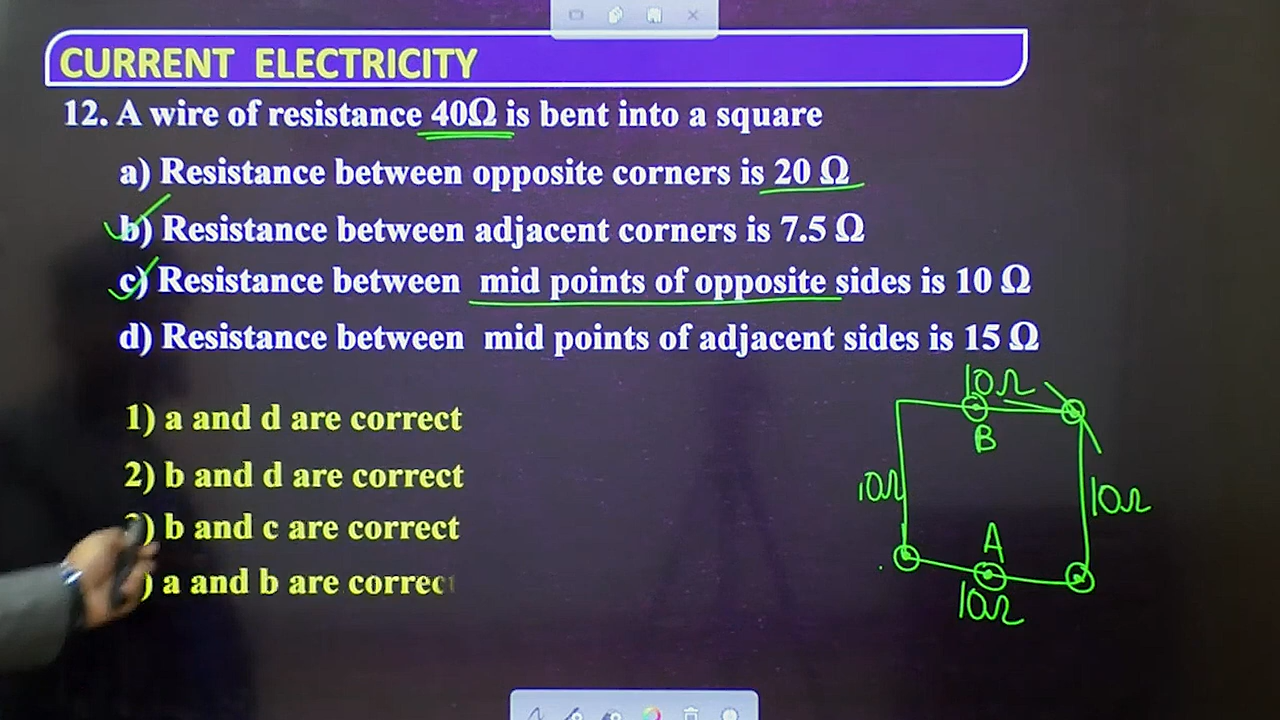 CURRENT ELECTRICITY
12. A wire of resistance 40Ω is bent into a square
a) Resistance between opposite corners is 20 Ω
b) Resistance between adjacent corners is 7.5 Ω
c) Resistance between mid points of opposite sides is 10 Ω
d) Resistance between mid points of adjacent sides is 15 Ω
1) a and d are correct
2) b and d are correct
) b and c are correct
) a and b are correct
10Ω
B
10Ω
10Ω
A
10Ω